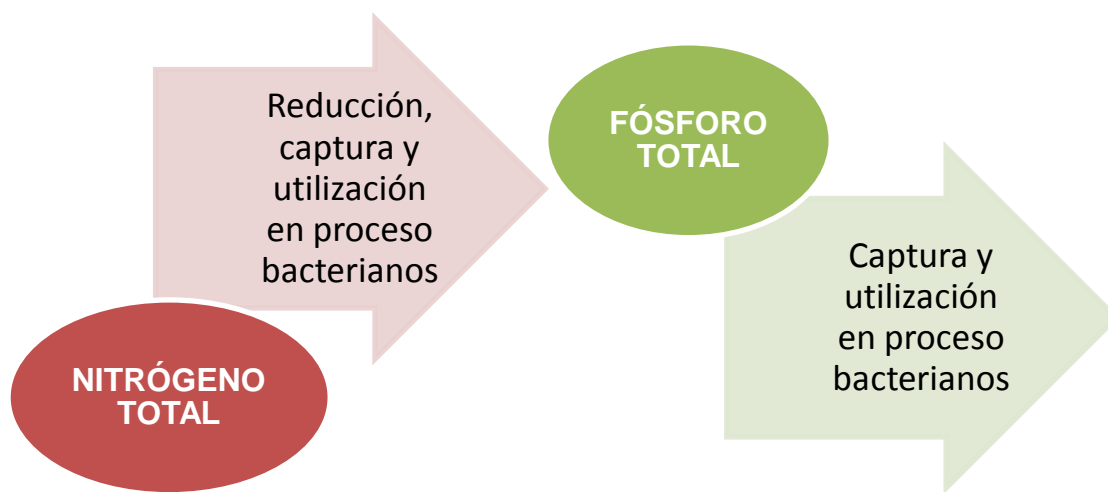 NITRÓGENO
TOTAL
Reducción,
captura y
utilización
en proceso
bacterianos
FÓSFORO
TOTAL
Captura y
utilización
en proceso
bacterianos